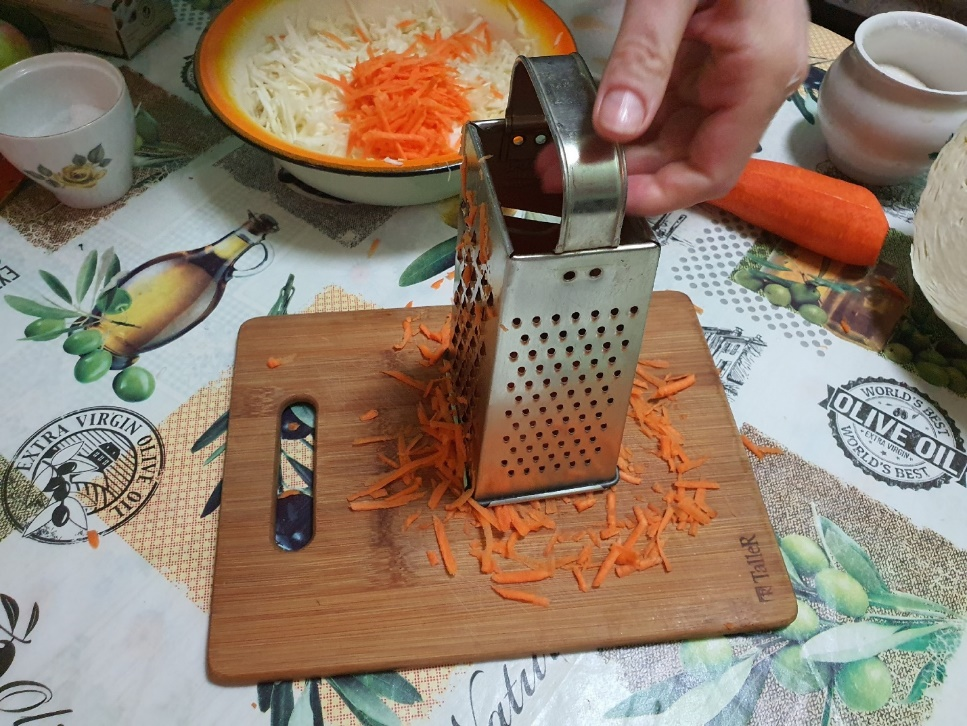 EXTRA VIRGIN OLIVE OIL
WORLD'S BEST
OLIVE OIL
EXTRA VIRGIN
WORLD'S BEST
TalleR